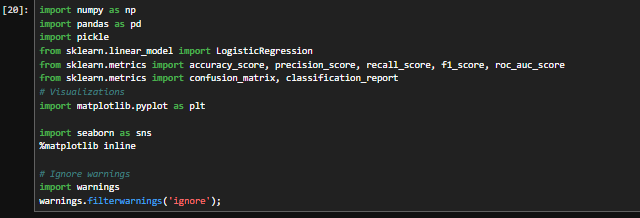 [20]: import numpy as np
import pandas as pd
import pickle
from sklearn.linear_model import LogisticRegression
from sklearn.metrics import accuracy_score, precision_score, recall_score, f1_score, roc_auc_score
from sklearn.metrics import confusion_matrix, classification_report
# Visualizations
import matplotlib.pyplot as plt
import seaborn as sns
%matplotlib inline
# Ignore warnings
import warnings
warnings.filterwarnings('ignore');